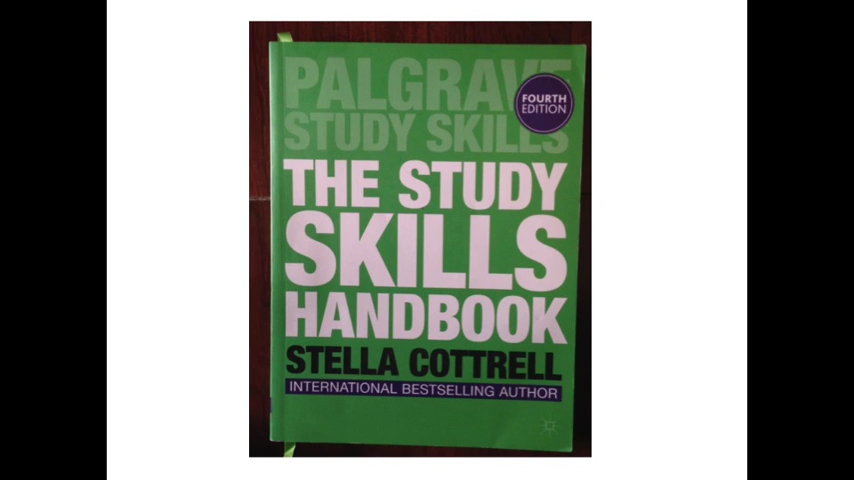 PALGRAVE
STUDY SKILLS
FOURTH
EDITION
THE STUDY
SKILLS
HANDBOOK
STELLA COTTRELL
INTERNATIONAL BESTSELLING AUTHOR